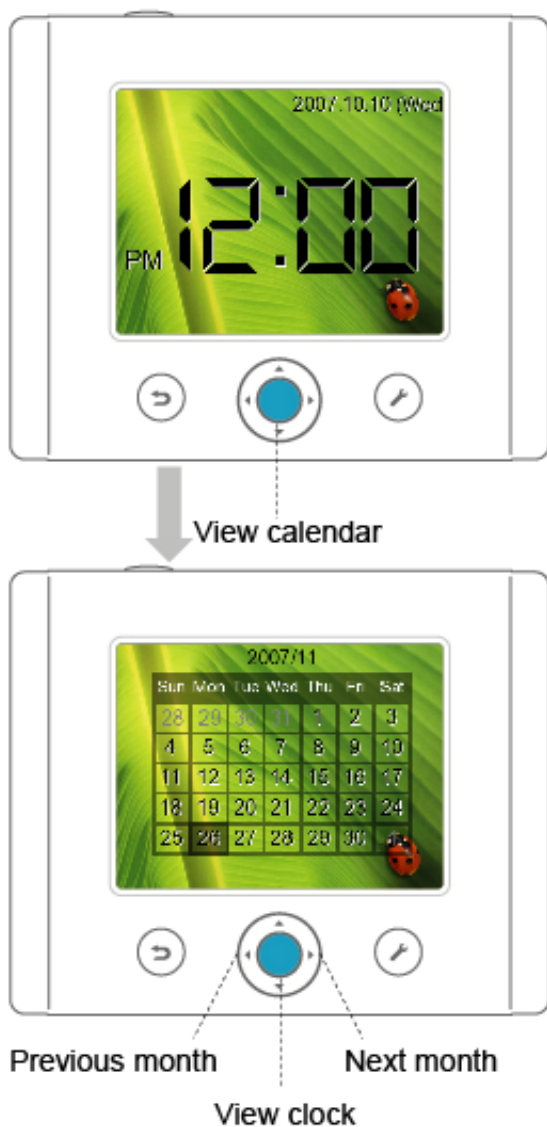 2007.10.10 (Wed
PM 12:00
View calendar
2007/11
Sun Mon Tue Wed Thu Fri Sat
28 29 30 31 1 2 3
4 5 6 7 8 9 10
11 12 13 14 15 16 17
18 19 20 21 22 23 24
25 26 27 28 29 30
Previous month Next month
View clock